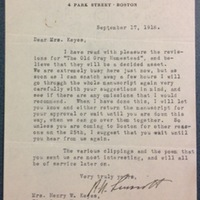 4 PARK STREET · BOSTON
September 17, 1918.
Dear Mrs. Keyes,
I have read with pleasure the revis-
ions for "The Old Gray Homestead", and be-
lieve that they will be a decided asset.
We are extremely busy here just now, but as
soon as I can snatch away a few hours I will
go through the whole manuscript again very
carefully with your suggestions in mind, and
see if there are any omissions that I would
recommend. When I have done this, I will let
you know and either return the manuscript for
your approval or wait until you are down this
way, when we can go over them together. So
unless you are coming to Boston for other rea-
sons on the 25th, I suggest that you wait until
you hear from us again.
The various clippings and the poem that
you sent us are most interesting, and will all
be of service later on.
Very truly yours,
Mrs. Henry W. Keyes,